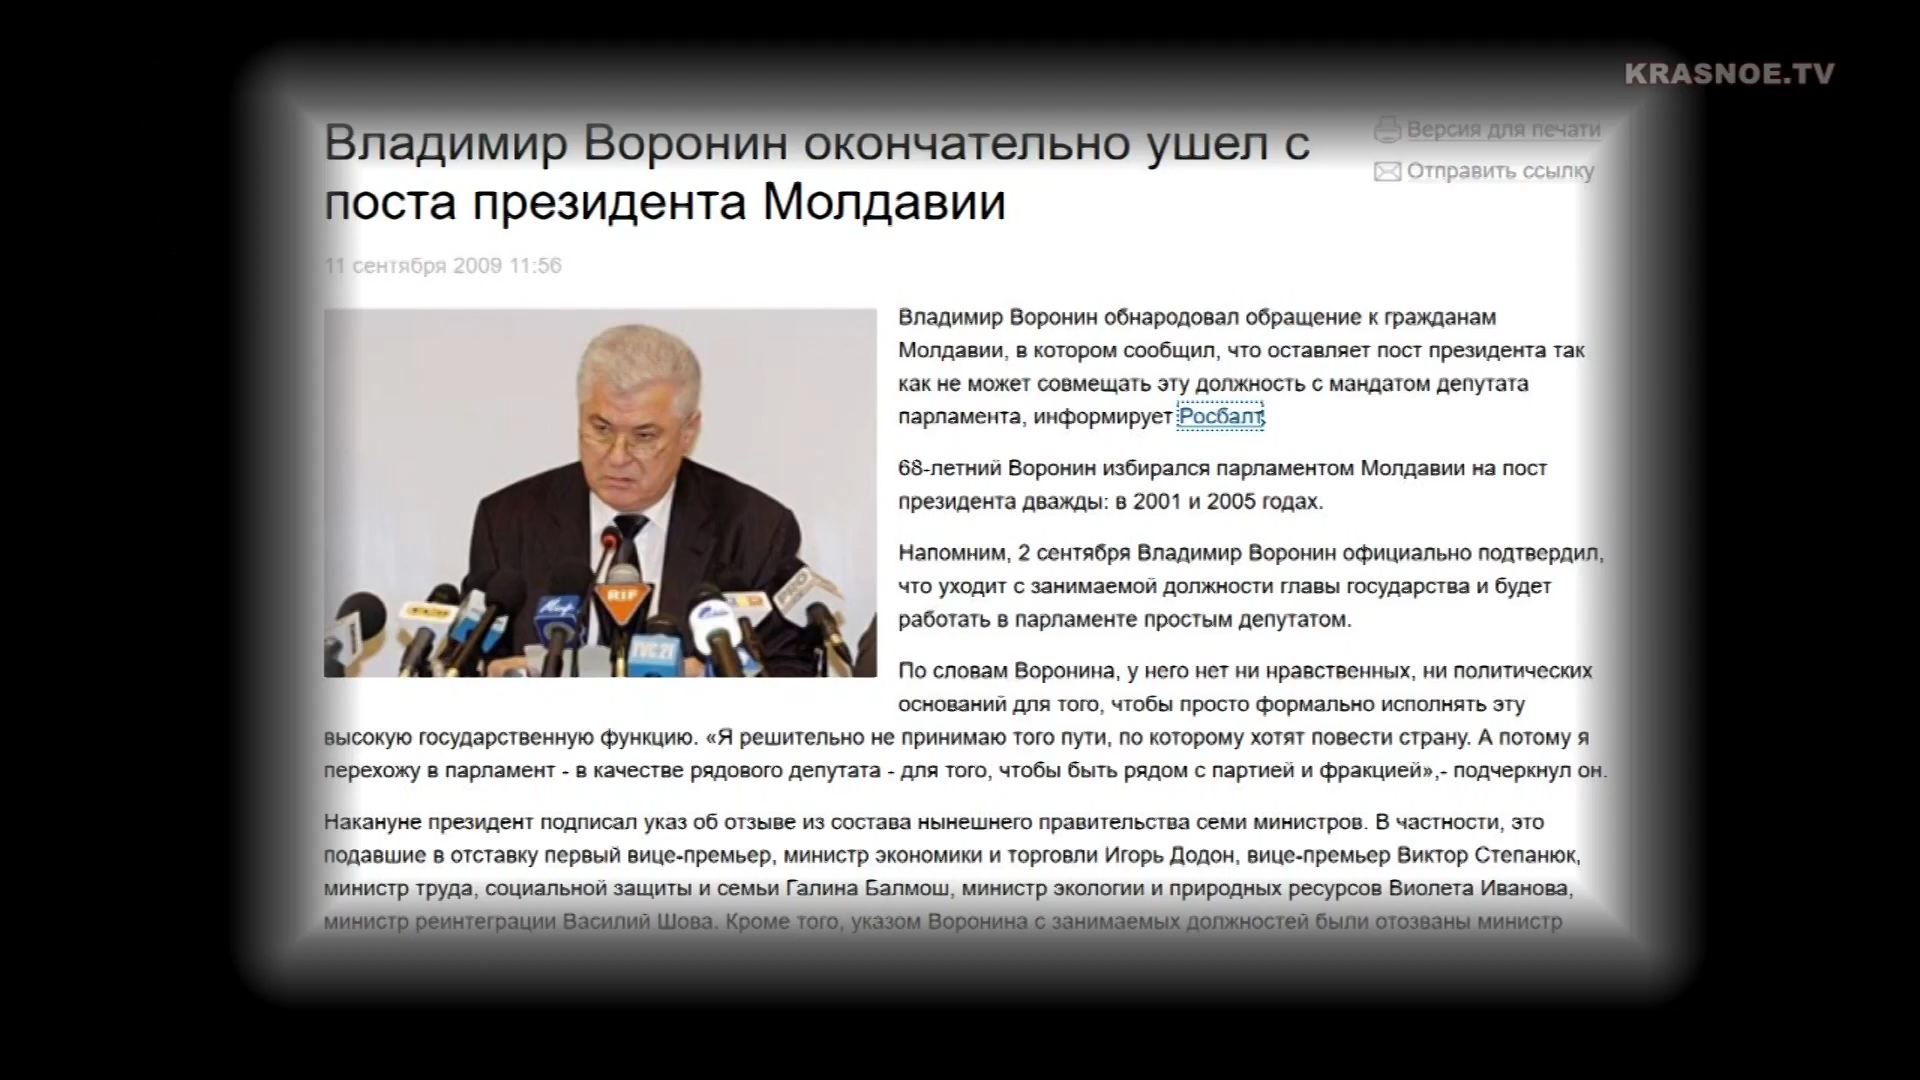 KRASNOE.TV
Владимир Воронин окончательно ушел с
поста президента Молдавии
Версия для печати
Отправить ссылку
11 сентября 2009 11:56
Владимир Воронин обнародовал обращение к гражданам
Молдавии, в котором сообщил, что оставляет пост президента так
как не может совмещать эту должность с мандатом депутата
парламента, информирует Росбалт.
68-летний Воронин избирался парламентом Молдавии на пост
президента дважды: в 2001 и 2005 годах.
Напомним, 2 сентября Владимир Воронин официально подтвердил,
что уходит с занимаемой должности главы государства и будет
работать в парламенте простым депутатом.
По словам Воронина, у него нет ни нравственных, ни политических
оснований для того, чтобы просто формально исполнять эту
высокую государственную функцию. «Я решительно не принимаю того пути, по которому хотят повести страну. А потому я
перехожу в парламент - в качестве рядового депутата - для того, чтобы быть рядом с партией и фракцией»,- подчеркнул он.
Накануне президент подписал указ об отзыве из состава нынешнего правительства семи министров. В частности, это
подавшие в отставку первый вице-премьер, министр экономики и торговли Игорь Додон, вице-премьер Виктор Степанюк,
министр труда, социальной защиты и семьи Галина Балмош, министр экологии и природных ресурсов Виолета Иванова,
министр реинтеграции Василий Шова. Кроме того, указом Воронина с занимаемых должностей были отозваны министр
RIF
TVC21
PRO